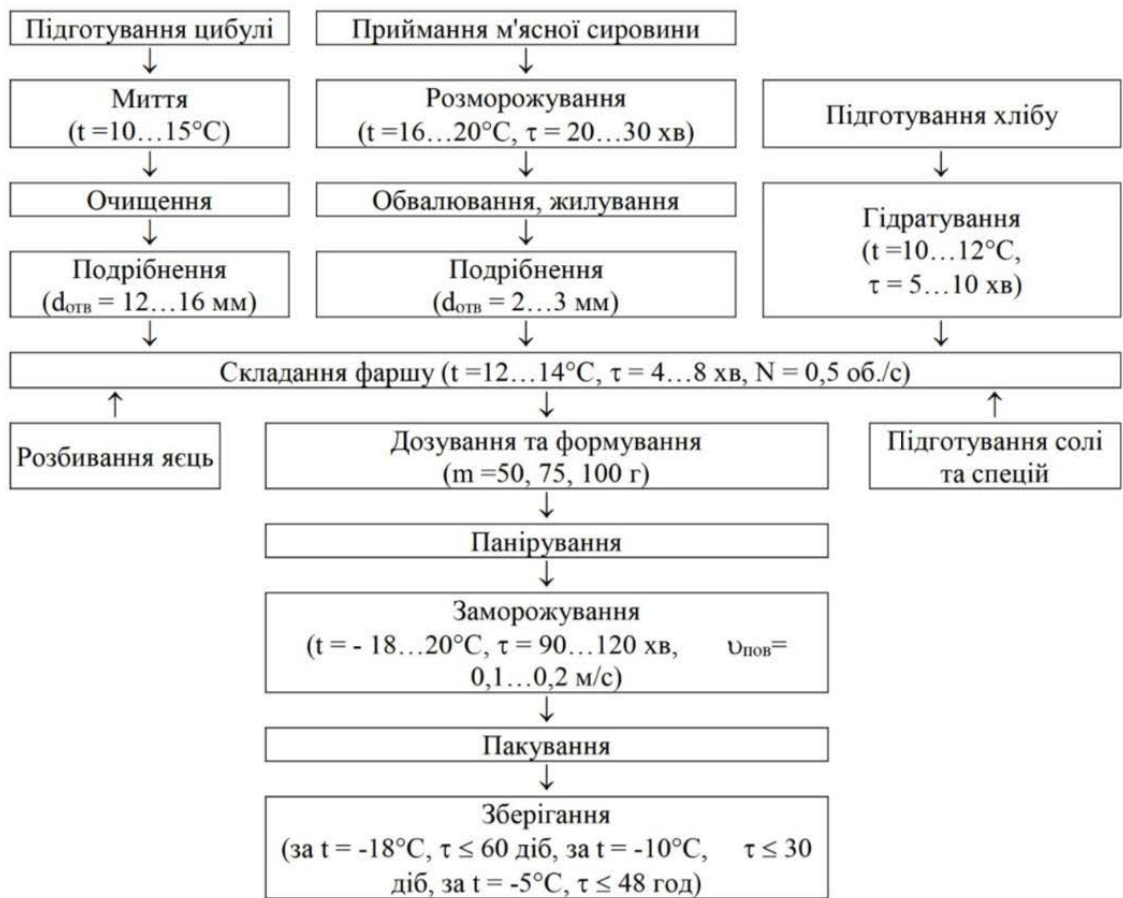 Підготування цибулі
Приймання м'ясної сировини
Миття
(t =10…15°C)
Розморожування
(t =16…20°C, τ = 20…30 хв)
Підготування хлібу
Очищення
Обвалювання, жилування
Гідратування
(t =10…12°C,
τ = 5…10 хв)
Подрібнення
(dотв = 12…16 мм)
Подрібнення
(dотв = 2…3 мм)
Складання фаршу (t =12…14°C, τ = 4…8 хв, N = 0,5 об./с)
Розбивання яєць
Дозування та формування
(m =50, 75, 100 г)
Підготування солі
та спецій
Панірування
Заморожування
(t = - 18…20°C, τ = 90…120 хв, υпов=
0,1…0,2 м/с)
Пакування
Зберігання
(за t = -18°C, τ ≤ 60 діб, за t = -10°C, τ ≤ 30
діб, за t = -5°C, τ ≤ 48 год)